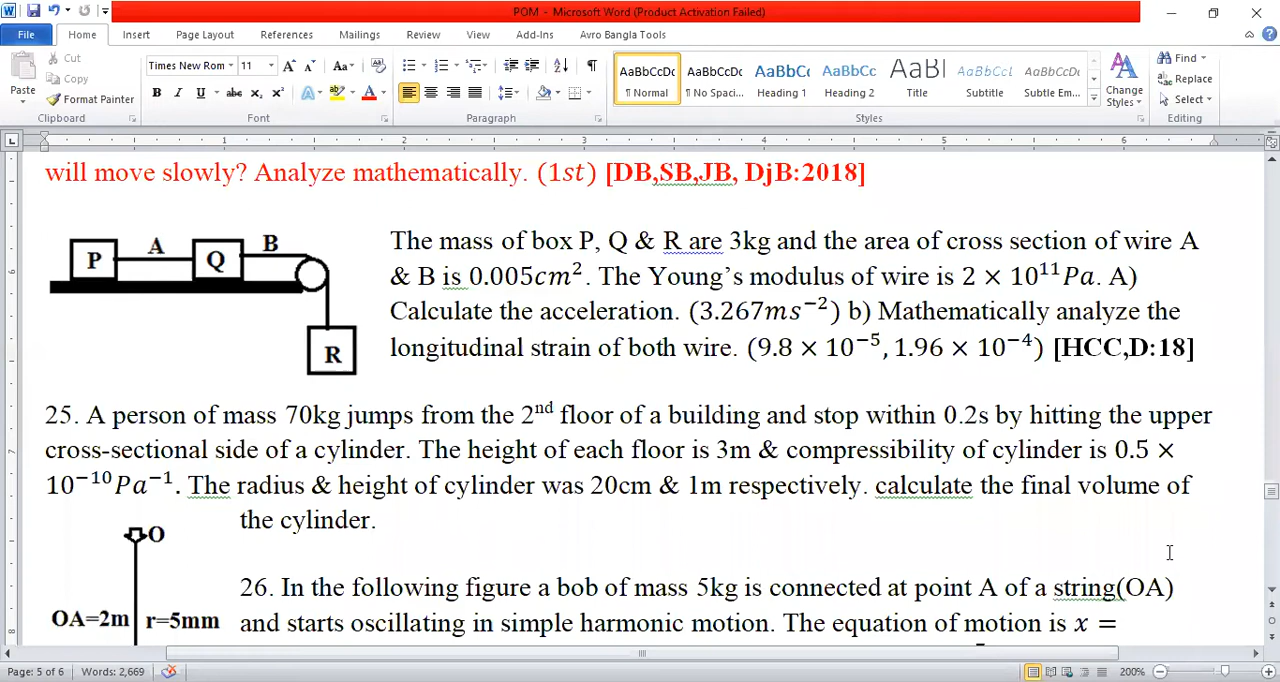 POM - Microsoft Word (Product Activation Failed)
File Home Insert Page Layout References Mailings Review View Add-Ins Avro Bangla Tools
Paste Cut Copy Format Painter
Times New Rom 11
AaBbCcDc AaBbCcDc AaBbCc AaBbCc AaBl AaBbCcDc AaBbCcDc
¶ Normal ¶ No Spaci... Heading 1 Heading 2 Title Subtitle Subtle Em...
Change Styles
Find Replace Select
Clipboard Font Paragraph Styles Editing
1 2 3 4 5 6
will move slowly? Analyze mathematically. (1st) [DB,SB,JB, DjB:2018]
P A Q B R
The mass of box P, Q & R are 3kg and the area of cross section of wire A
& B is 0.005cm². The Young's modulus of wire is 2 × 10¹¹Pa. A)
Calculate the acceleration. (3.267ms⁻²) b) Mathematically analyze the
longitudinal strain of both wire. (9.8 × 10⁻⁵, 1.96 × 10⁻⁴) [HCC,D:18]
25. A person of mass 70kg jumps from the 2nd floor of a building and stop within 0.2s by hitting the upper
cross-sectional side of a cylinder. The height of each floor is 3m & compressibility of cylinder is 0.5 ×
10⁻¹⁰Pa⁻¹. The radius & height of cylinder was 20cm & 1m respectively. calculate the final volume of
the cylinder.
O
OA=2m r=5mm
26. In the following figure a bob of mass 5kg is connected at point A of a string(OA)
and starts oscillating in simple harmonic motion. The equation of motion is x =
Page: 5 of 6 Words: 2,669 200%